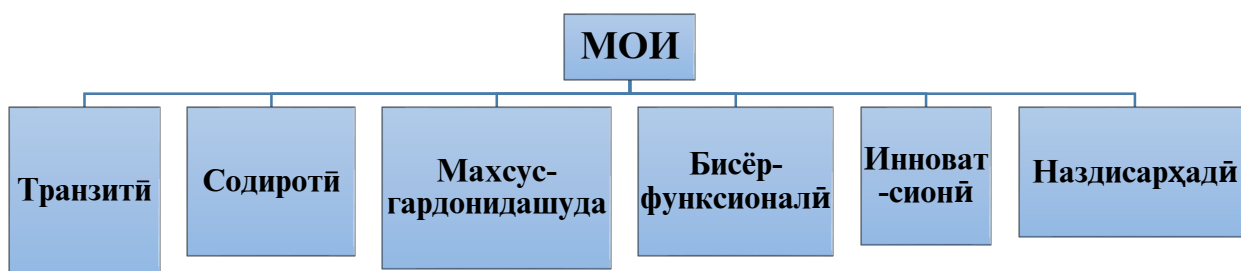 МОИ
Транзитӣ
Содиротӣ
Махсус-
гардонидашуда
Бисёр-
функсионалӣ
Инноват
-сионӣ
Наздисарҳадӣ